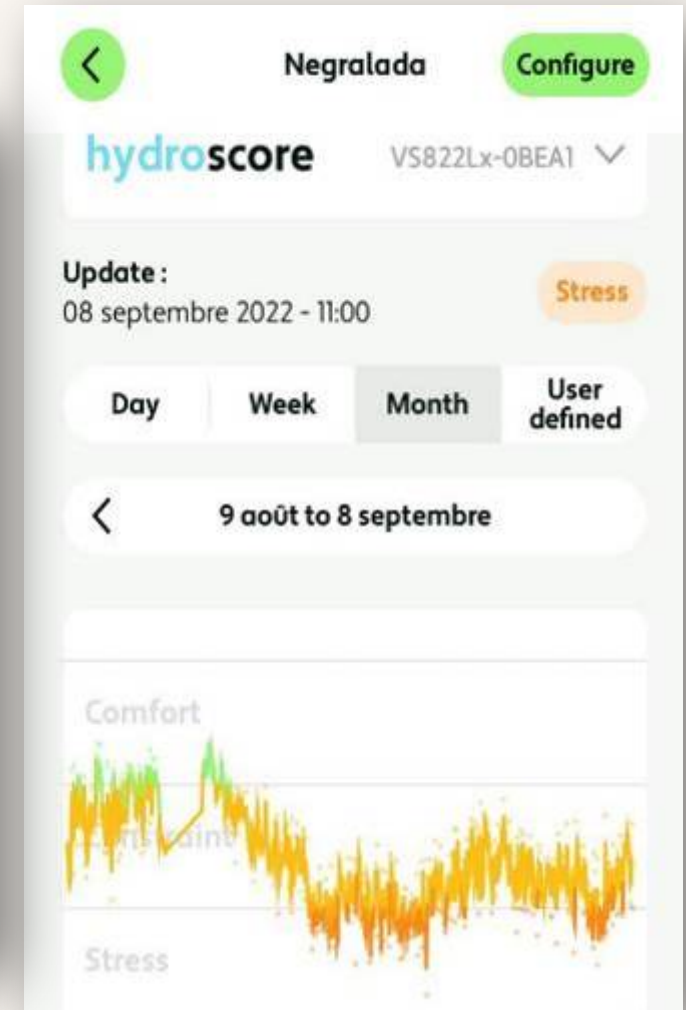 Negralada
Configure
hydroscore
VS822Lx-0BEA1
Update :
08 septembre 2022 - 11:00
Stress
Day
Week
Month
User
defined
9 août to 8 septembre
Comfort
Constraint
Stress